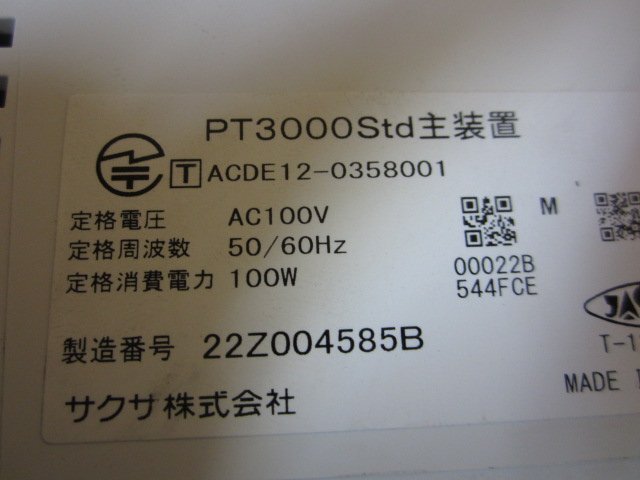 PT3000Std主装置
T ACDE12-0358001
定格電圧 AC100V
定格周波数 50/60Hz
定格消費電力 100W
M
00022B
544FCE
製造番号 22Z004585B
サクサ株式会社
T-1
MADE